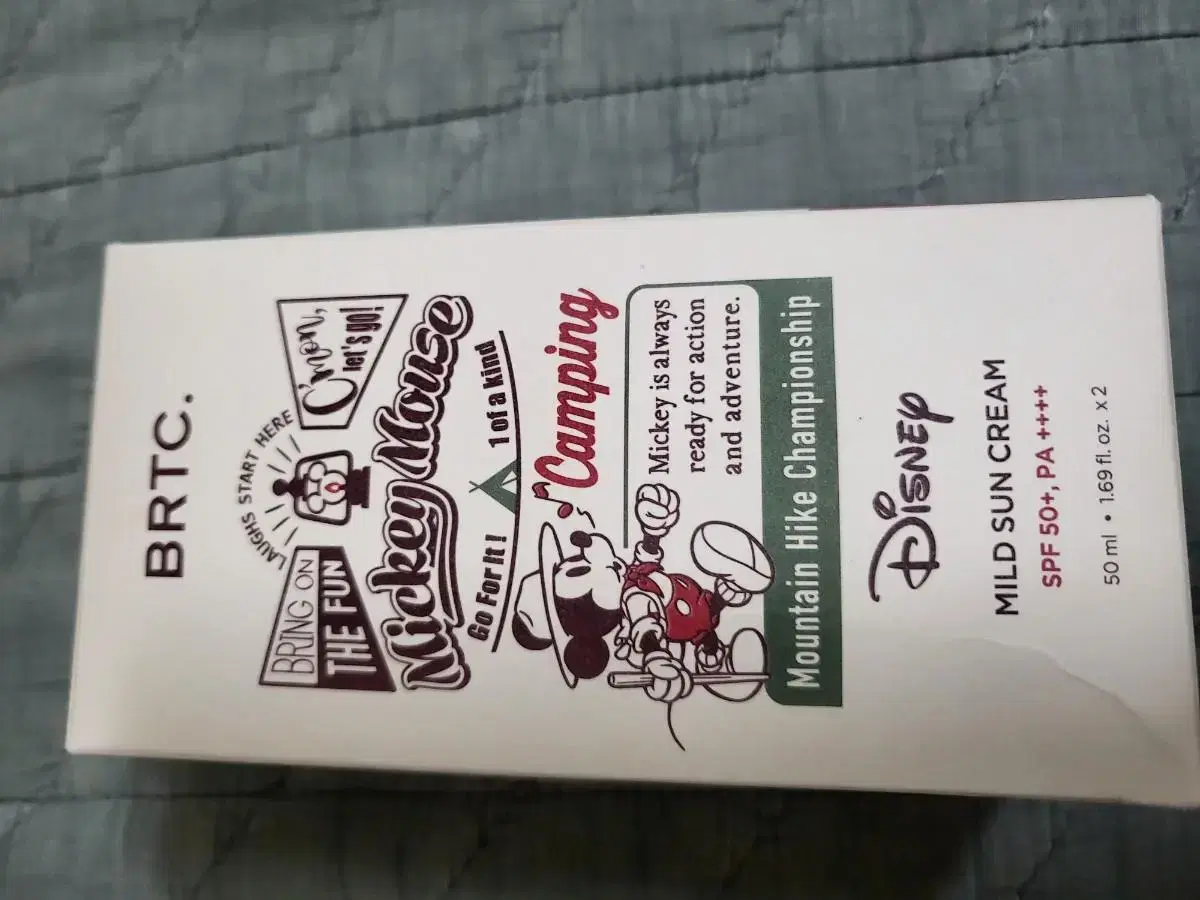 BRTC.
LAUGHS START HERE
BRING ON
THE FUN
C'mon,
let's go!
Mickey Mouse
Go For It!
1 of a kind
Camping
Mickey is always
ready for action
and adventure.
Mountain Hike Championship
Disney
MILD SUN CREAM
SPF 50+, PA ++++
50 ml • 1.69 fl. oz. x 2